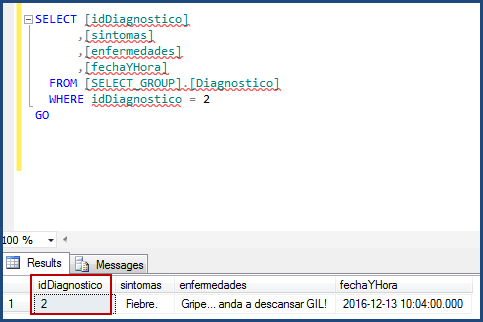 SELECT [idDiagnostico]
,[sintomas]
,[enfermedades]
,[fechaYHora]
FROM [SELECT_GROUP].[Diagnostico]
WHERE idDiagnostico = 2
GO
100 %
Results Messages
idDiagnostico sintomas enfermedades fechaYHora
1 2 Fiebre. Gripe... anda a descansar GIL! 2016-12-13 10:04:00.000